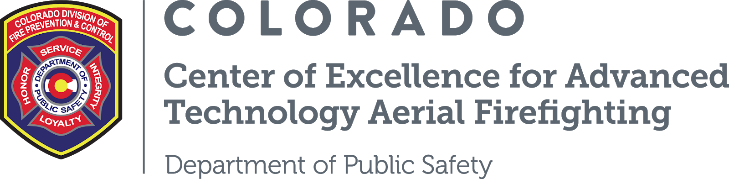 COLORADO DIVISION OF
FIRE PREVENTION & CONTROL
SERVICE
HONOR
INTEGRITY
LOYALTY
DEPARTMENT OF
PUBLIC SAFETY
COLORADO
Center of Excellence for Advanced
Technology Aerial Firefighting
Department of Public Safety